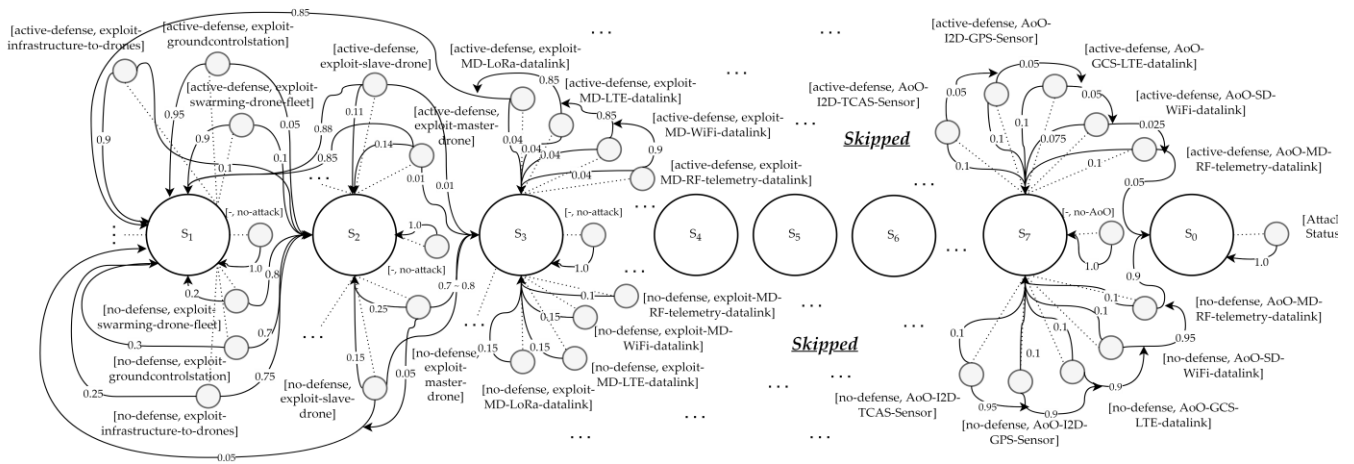 [active-defense, exploit-
infrastructure-to-drones]
[active-defense, exploit-
groundcontrolstation]
[active-defense, exploit-
swarming-drone-fleet]
[active-defense,
exploit-slave-drone]
[active-defense,
exploit-master-
drone]
[active-defense, exploit-
MD-LoRa-datalink]
[active-defense,
exploit-MD-LTE-datalink]
[active-defense, exploit-
MD-WiFi-datalink]
[active-defense, exploit-
MD-RF-telemetry-datalink]
[active-defense, AoO-
I2D-TCAS-Sensor]
[active-defense, AoO-
I2D-GPS-Sensor]
[active-defense, AoO-
GCS-LTE-datalink]
[active-defense, AoO-SD-
WiFi-datalink]
[active-defense, AoO-MD-
RF-telemetry-datalink]
0.85
0.9
0.95
0.9
0.1
0.05
0.1
0.88
0.85
0.11
0.14
0.01
0.01
0.04
0.04
0.04
0.04
0.85
0.85
0.9
Skipped
0.05
0.05
0.05
0.025
0.1
0.1
0.1
0.075
0.1
0.05
S1
S2
S3
S4
S5
S6
S7
S0
[-, no-attack]
[-, no-attack]
[-, no-attack]
[-, no-AoO]
[Attack
Status
1.0
1.0
1.0
1.0
1.0
0.2
0.8
0.3
0.7
0.25
0.75
0.25
0.7 ~ 0.8
0.15
0.05
0.05
0.15
0.15
0.15
0.1
[no-defense, exploit-
swarming-drone-fleet]
[no-defense, exploit-
groundcontrolstation]
[no-defense, exploit-
infrastructure-to-drones]
[no-defense,
exploit-slave-
drone]
[no-defense,
exploit-
master-
drone]
[no-defense, exploit-MD-
RF-telemetry-datalink]
[no-defense, exploit-MD-
WiFi-datalink]
[no-defense, exploit-
MD-LTE-datalink]
[no-defense, exploit-
MD-LoRa-datalink]
Skipped
[no-defense, AoO-I2D-
TCAS-Sensor]
[no-defense, AoO-I2D-
GPS-Sensor]
[no-defense, AoO-GCS-
LTE-datalink]
[no-defense, AoO-SD-
WiFi-datalink]
[no-defense, AoO-MD-
RF-telemetry-datalink]
0.1
0.1
0.1
0.1
0.1
0.95
0.9
0.9
0.95
0.9